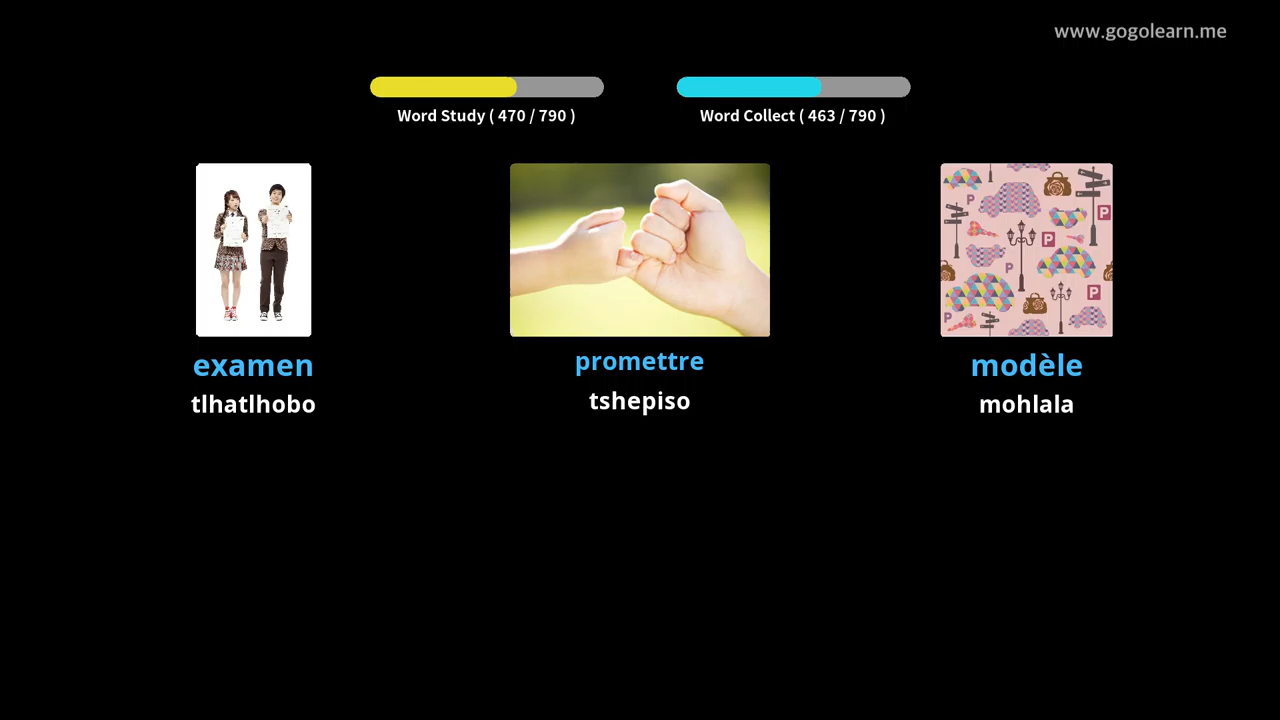 www.gogolearn.me
Word Study ( 470 / 790 )
Word Collect ( 463 / 790 )
examen
tlhatlhobo
promettre
tshepiso
modèle
mohlala